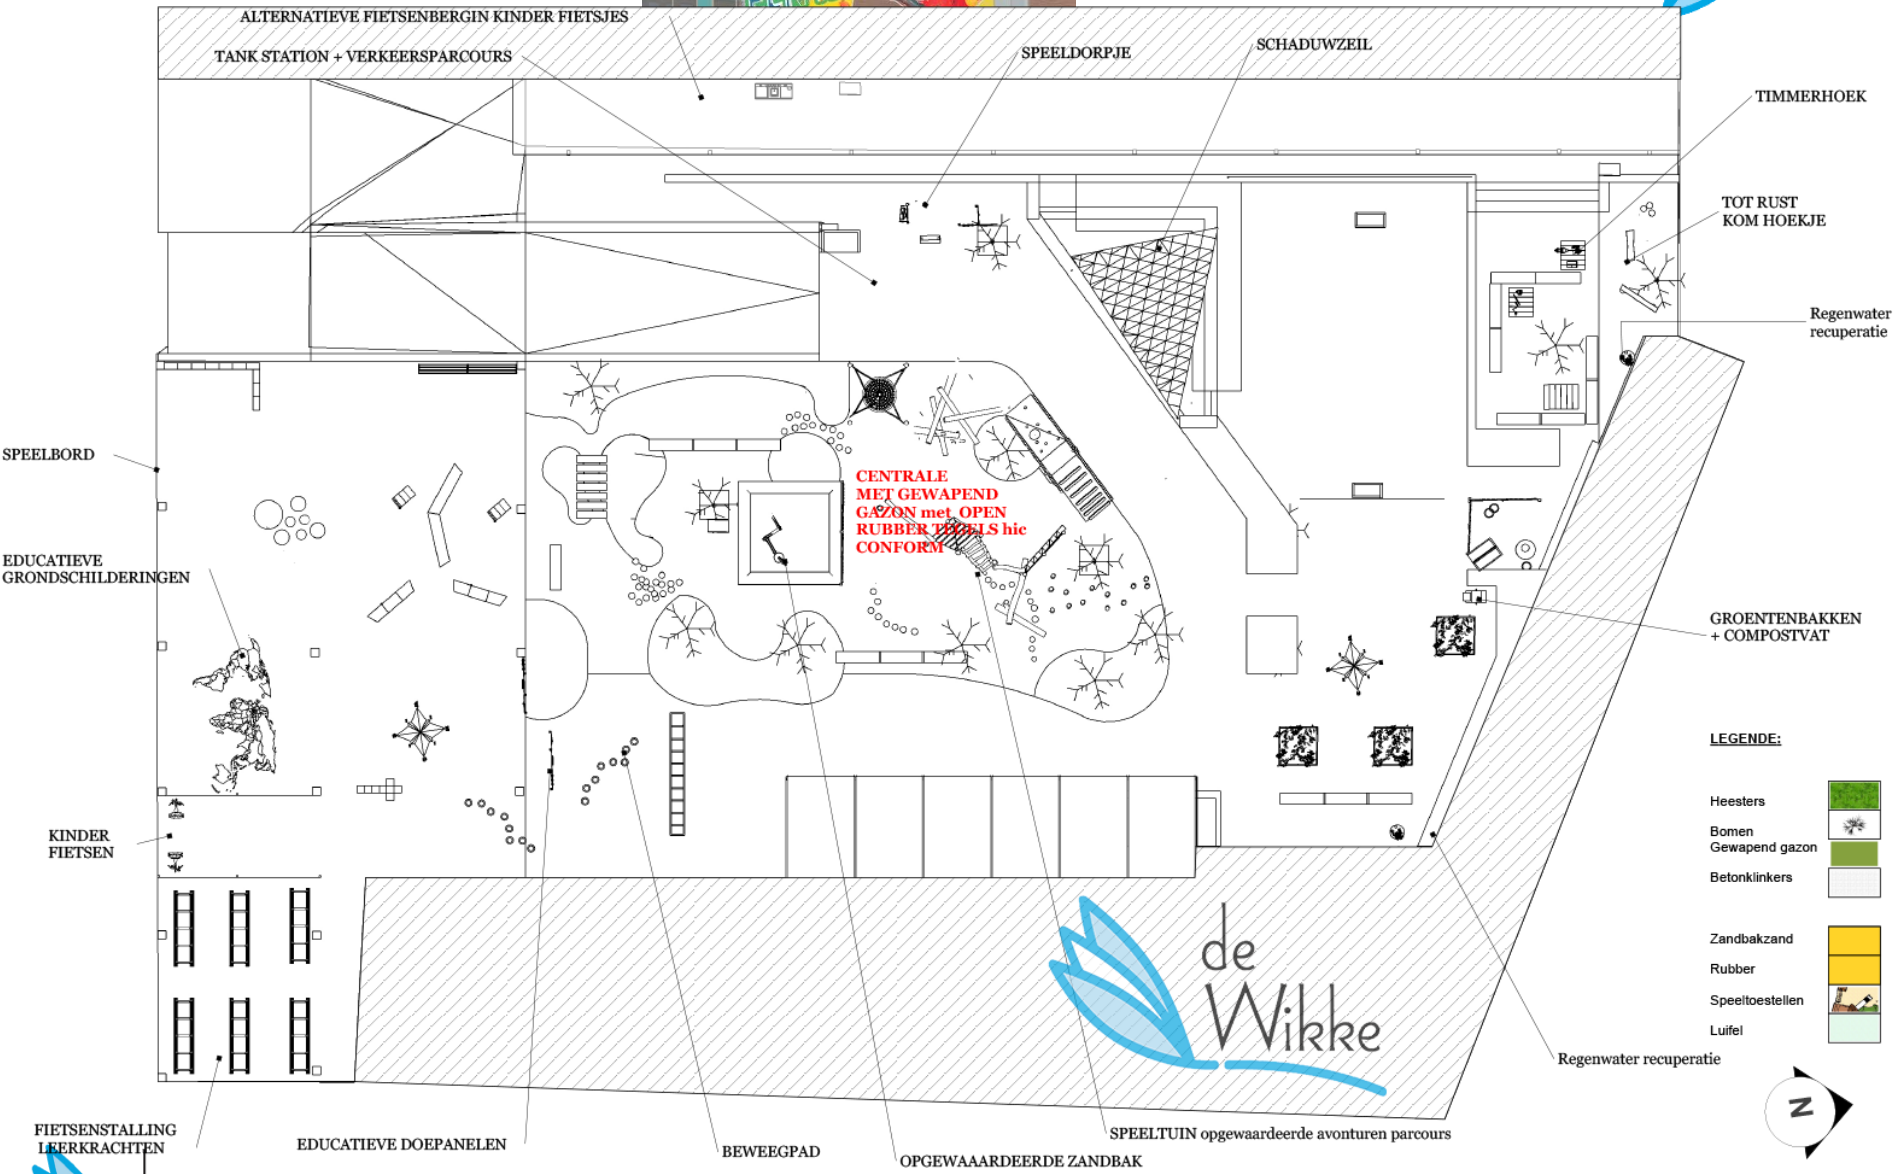 ALTERNATIEVE FIETSENBERGIN KINDER FIETSJES
TANK STATION + VERKEERSPARCOURS
SPEELDORPJE
SCHADUWZEIL
TIMMERHOEK
TOT RUST
KOM HOEKJE
Regenwater
recuperatie
SPEELBORD
CENTRALE
MET GEWAPEND
GAZON met OPEN
RUBBER TEGELS hic
CONFORM
EDUCATIEVE
GRONDSCHILDERINGEN
GROENTENBAKKEN
+ COMPOSTVAT
KINDER
FIETSEN
LEGENDE:
Heesters
Bomen
Gewapend gazon
Betonklinkers
Zandbakzand
Rubber
Speeltoestellen
Luifel
de
Wikke
Regenwater recuperatie
N
FIETSENSTALLING
LEERKRACHTEN
EDUCATIEVE DOEPANELEN
BEWEEGPAD
OPGEWAAARDEERDE ZANDBAK
SPEELTUIN opgewaardeerde avonturen parcours